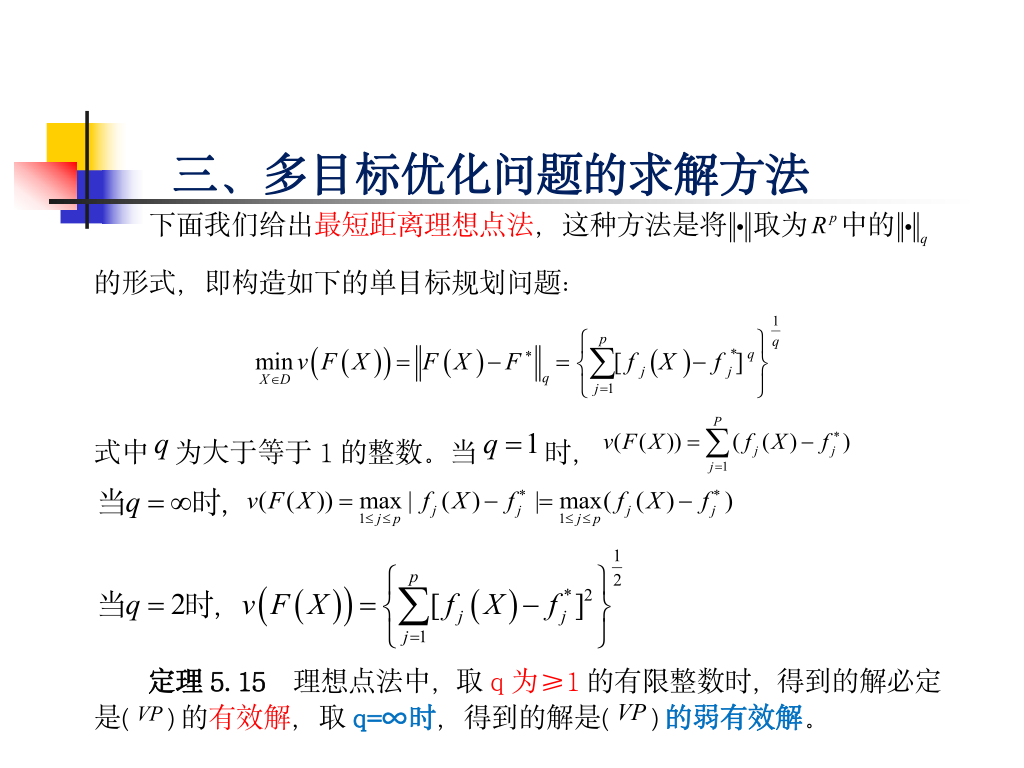 三、多目标优化问题的求解方法
下面我们给出最短距离理想点法，这种方法是将‖•‖取为 R^p 中的‖•‖_q
的形式，即构造如下的单目标规划问题：
min_{X∈D} v(F(X)) = ‖F(X) − F^*‖_q = {∑_{j=1}^{p} [f_j(X) − f_j^*]^q}^{1/q}
式中 q 为大于等于 1 的整数。当 q = 1 时， v(F(X)) = ∑_{j=1}^{p} (f_j(X) − f_j^*)
当q = ∞时，v(F(X)) = max_{1≤j≤p} | f_j(X) − f_j^* |= max_{1≤j≤p} (f_j(X) − f_j^*)
当q = 2时，v(F(X)) = {∑_{j=1}^{p} [f_j(X) − f_j^*]^2}^{1/2}
定理 5.15 理想点法中，取 q 为≥1 的有限整数时，得到的解必定
是(VP)的有效解，取 q=∞时，得到的解是(VP)的弱有效解。